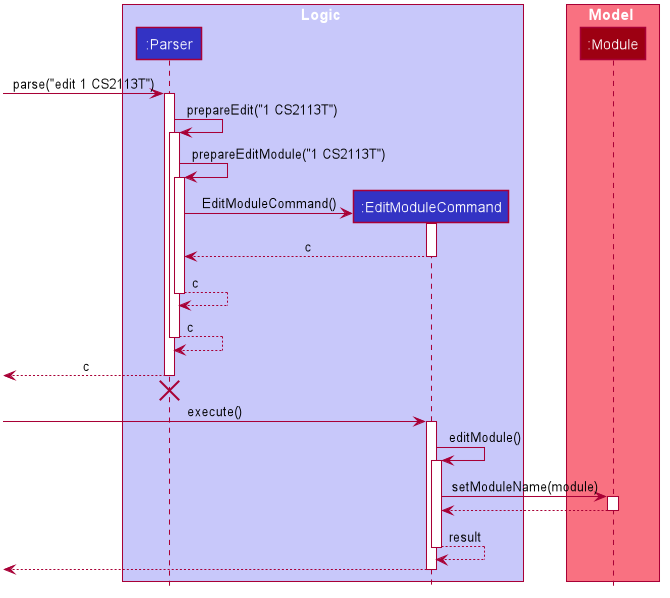 Logic
Model
:Parser
:Module
parse("edit 1 CS2113T")
prepareEdit("1 CS2113T")
prepareEditModule("1 CS2113T")
EditModuleCommand()
:EditModuleCommand
c
c
c
c
execute()
editModule()
setModuleName(module)
result